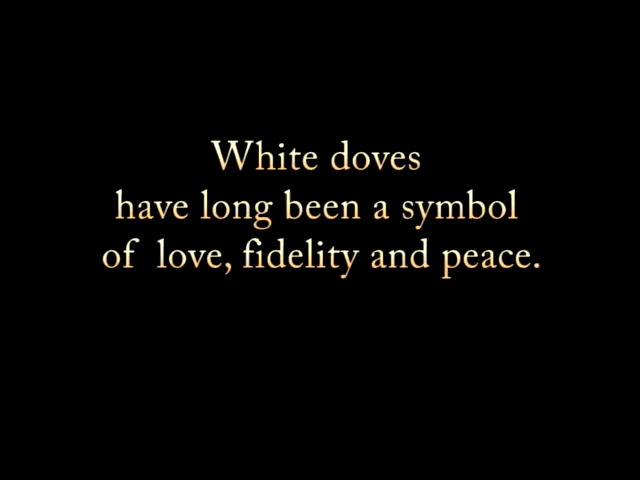 White doves
have long been a symbol
of love, fidelity and peace.